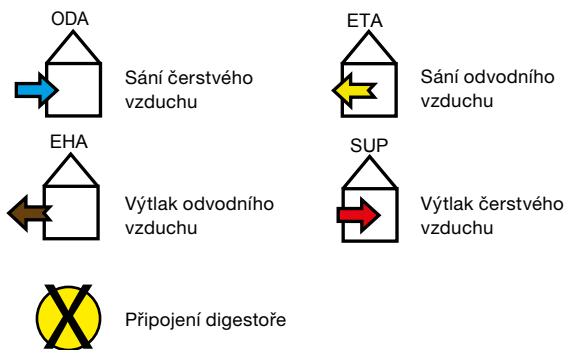 ODA
Sání čerstvého
vzduchu
ETA
Sání odvodního
vzduchu
EHA
Výtlak odvodního
vzduchu
SUP
Výtlak čerstvého
vzduchu
Připojení digestoře